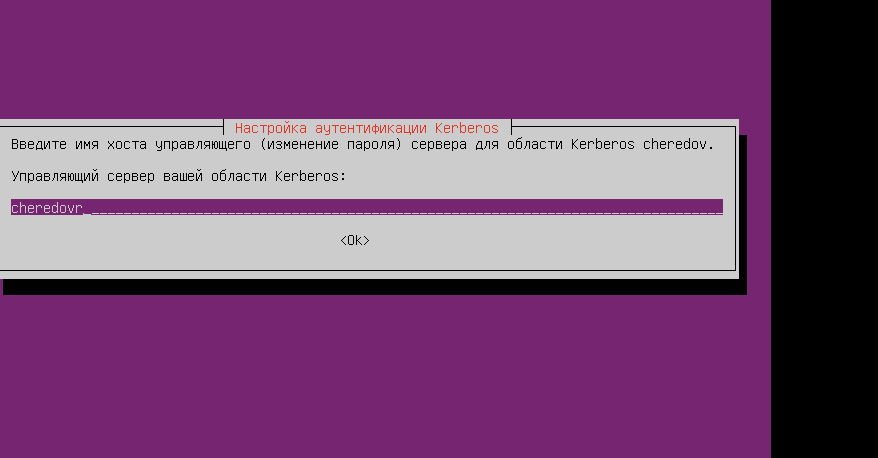 Настройка аутентификации Kerberos
Введите имя хоста управляющего (изменение пароля) сервера для области Kerberos cheredov.
Управляющий сервер вашей области Kerberos:
cheredovr
<Ok>